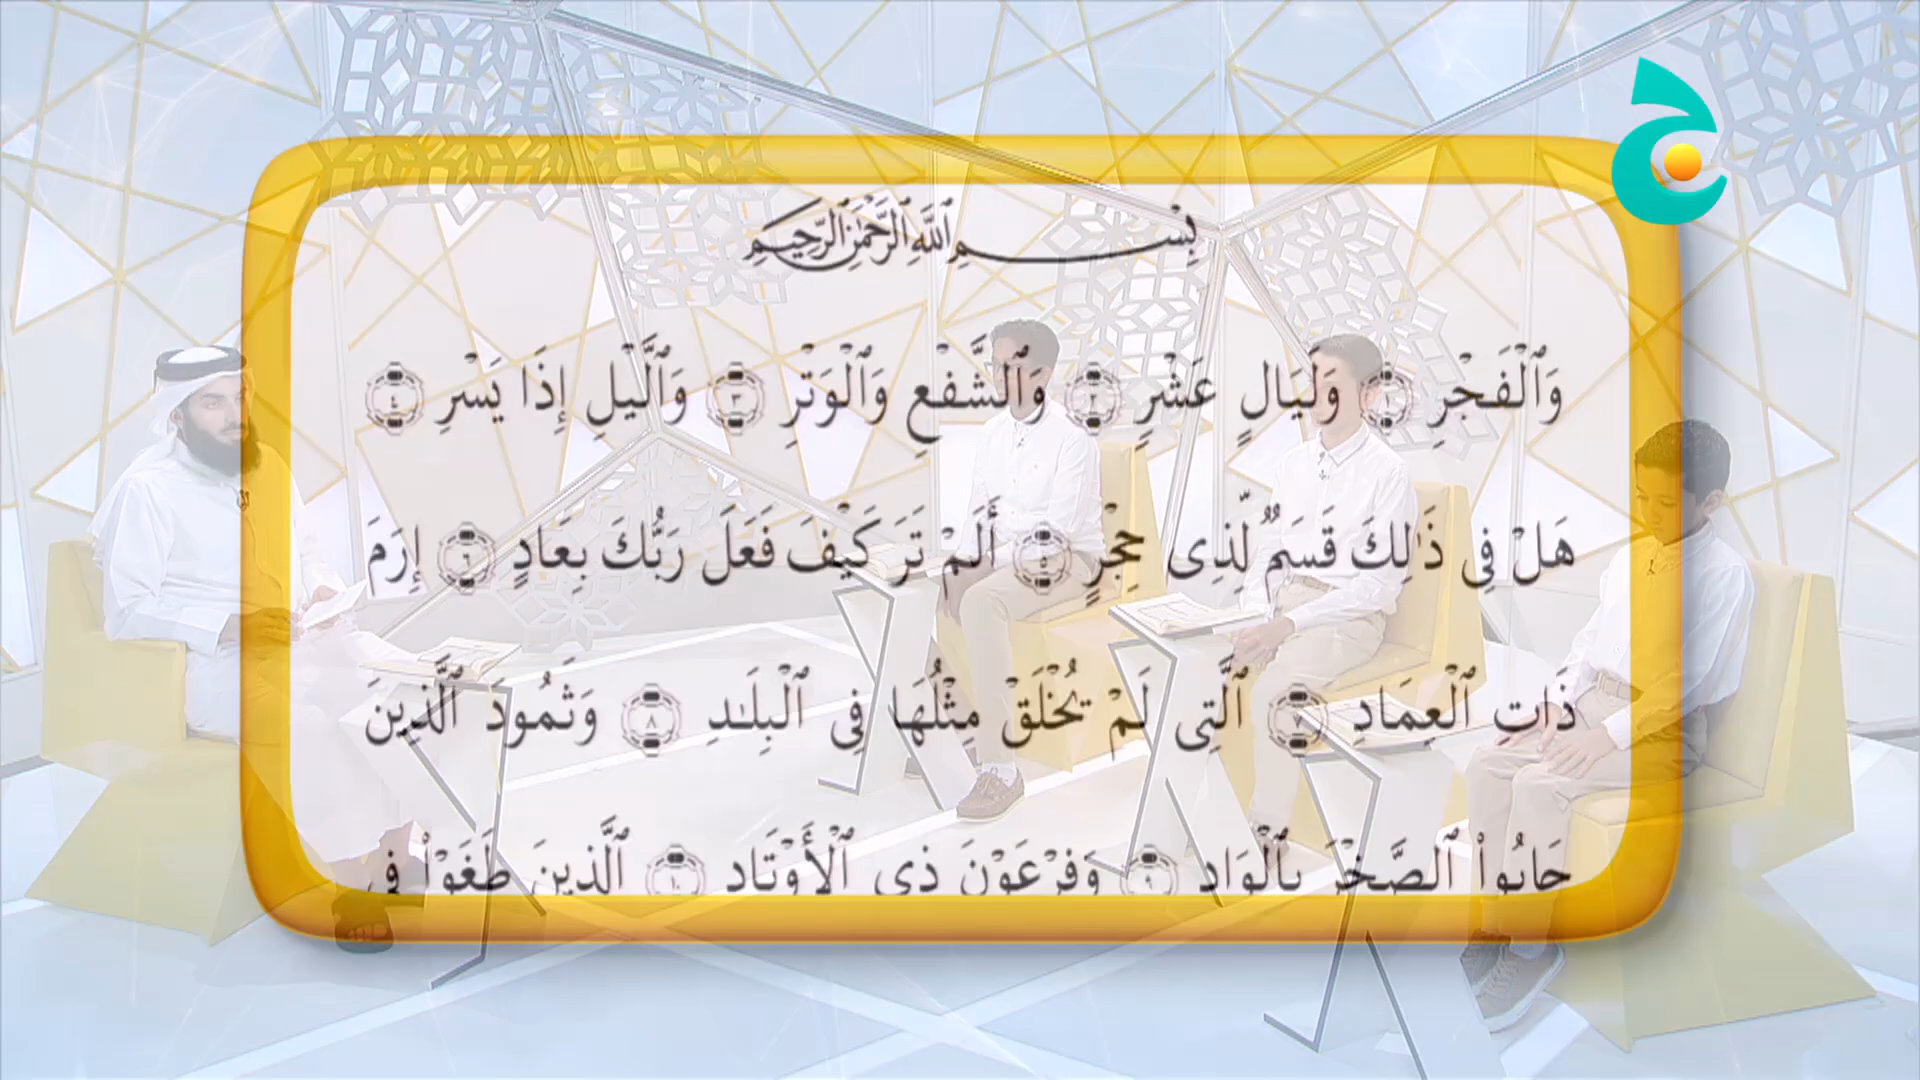 بِسْمِ ٱللَّهِ ٱلرَّحْمَٰنِ ٱلرَّحِيمِ
وَٱلْفَجْرِ ١ وَلَيَالٍ عَشْرٍ ٢ وَٱلشَّفْعِ وَٱلْوَتْرِ ٣ وَٱلَّيْلِ إِذَا يَسْرِ ٤
هَلْ فِى ذَٰلِكَ قَسَمٌ لِّذِى حِجْرٍ ٥ أَلَمْ تَرَ كَيْفَ فَعَلَ رَبُّكَ بِعَادٍ ٦ إِرَمَ
ذَاتِ ٱلْعِمَادِ ٧ ٱلَّتِى لَمْ يُخْلَقْ مِثْلُهَا فِى ٱلْبِلَـٰدِ ٨ وَثَمُودَ ٱلَّذِينَ
جَابُوا۟ ٱلصَّخْرَ بِٱلْوَادِ ٩ وَفِرْعَوْنَ ذِى ٱلْأَوْتَادِ ١٠ ٱلَّذِينَ طَغَوْا۟ فِى